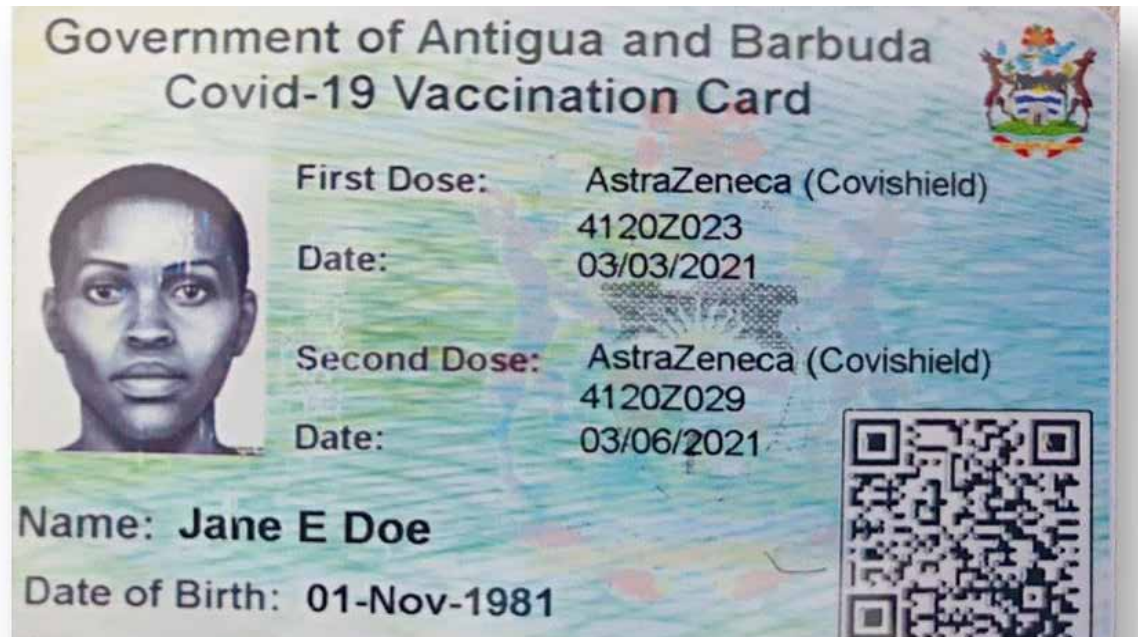 Government of Antigua and Barbuda
Covid-19 Vaccination Card
First Dose: AstraZeneca (Covishield)
4120Z023
Date: 03/03/2021
Second Dose: AstraZeneca (Covishield)
4120Z029
Date: 03/06/2021
Name: Jane E Doe
Date of Birth: 01-Nov-1981